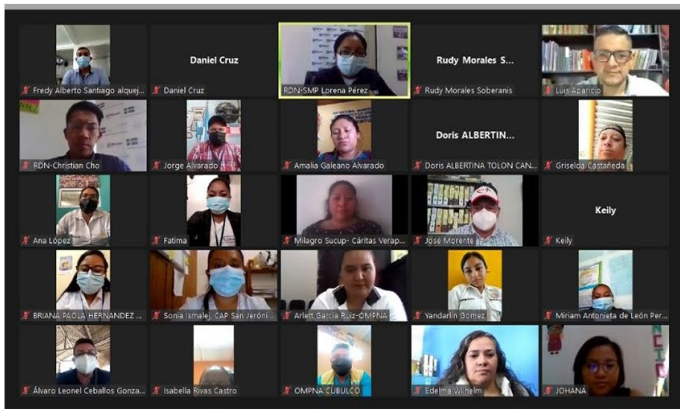 Fredy Alberto Santiago alquej...
Daniel Cruz
Daniel Cruz
RDN-SMP Lorena Pérez
Rudy Morales S...
Rudy Morales Soberanis
Luis Aparicio
RDN-Christian Cho
Jorge Alvarado
Amalia Galeano Alvarado
Doris ALBERTIN...
Doris ALBERTINA TOLON CAN...
Griselda Castañeda
Ana López
Fatima
Milagro Sucup- Cáritas Verap...
José Morente
Keily
Keily
BRIANA PAOLA HERNANDEZ ...
Sonia Ismalej, CAP San Jeróni...
Arlett García Ruiz-OMPNA
Yandarlin Gomez
Miriam Antonieta de León Per...
Álvaro Leonel Ceballos Gonza...
Isabella Rivas Castro
OMPNA CUBULCO
Edelma Wilhelm
JOHANA